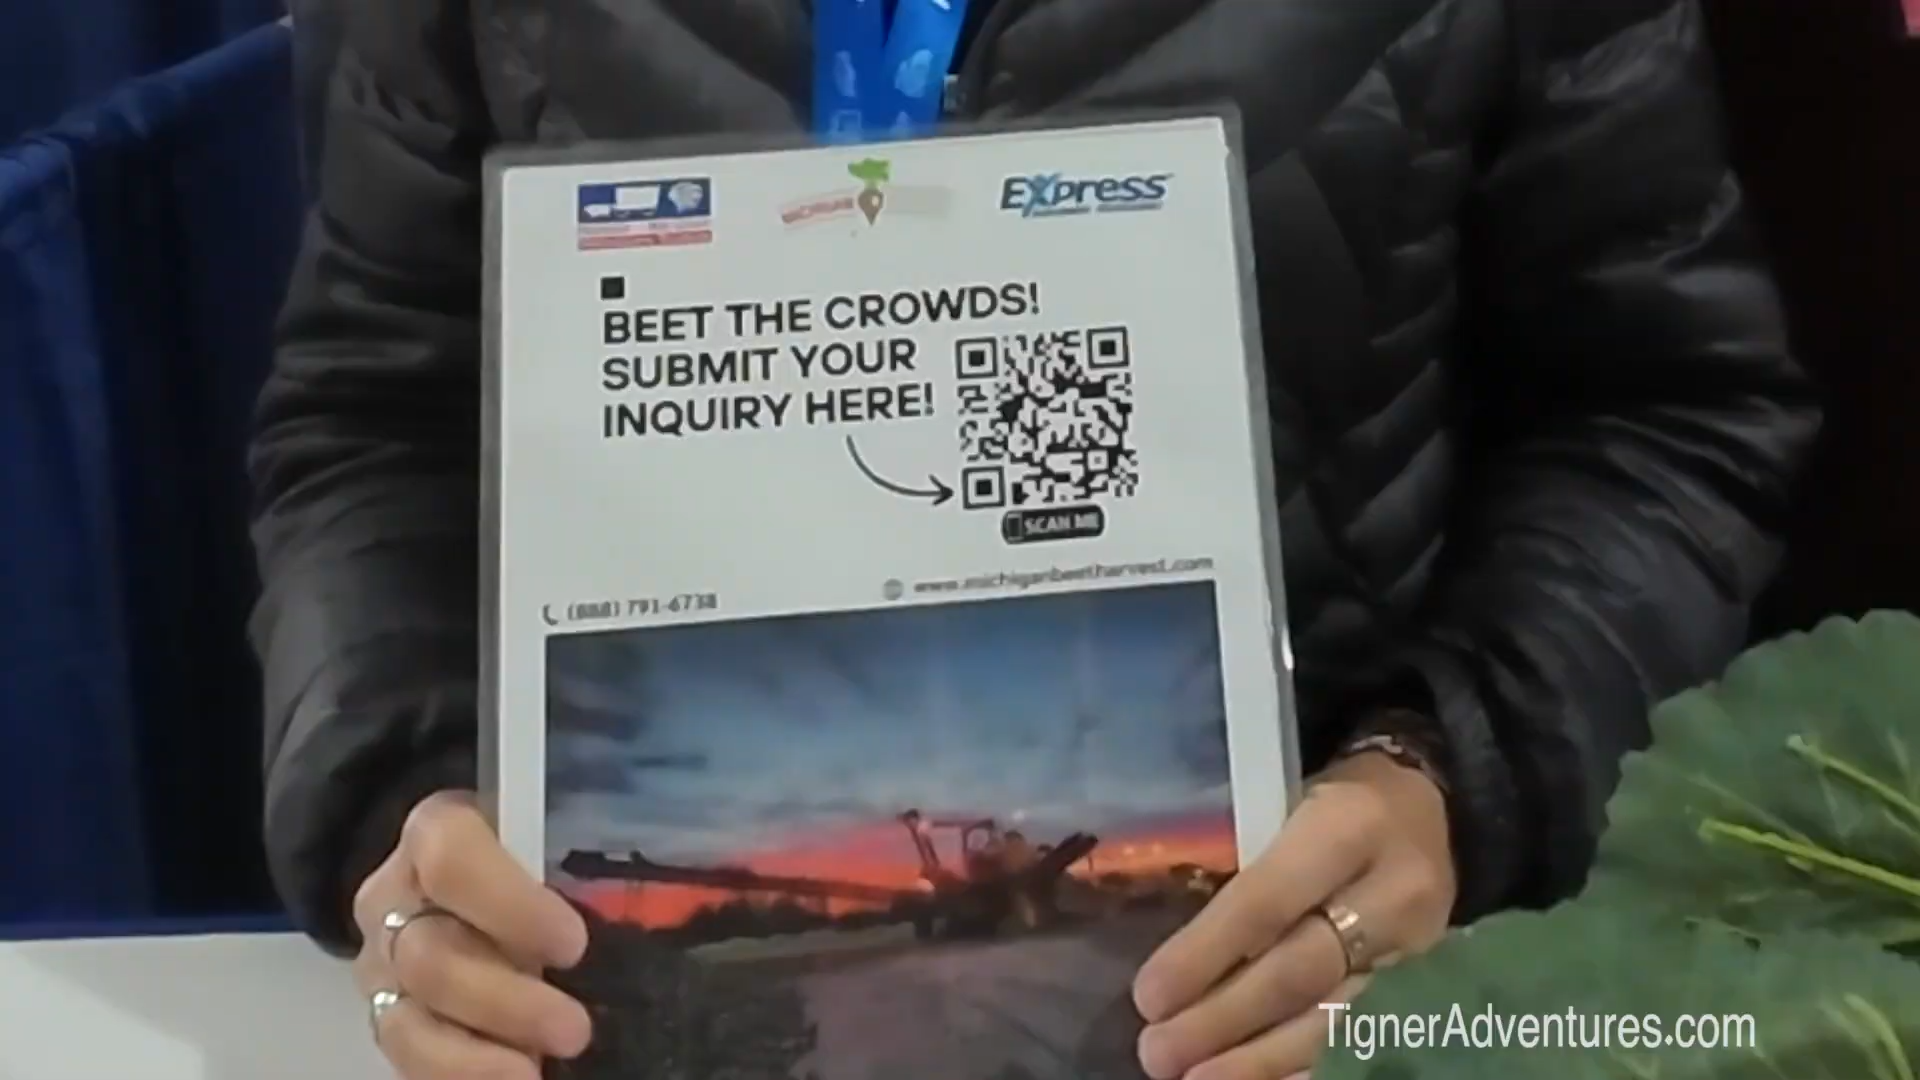 Express
BEET THE CROWDS!
SUBMIT YOUR
INQUIRY HERE!
SCAN ME
www.michiganbeetharvest.com
(888) 791-6738
TignerAdventures.com